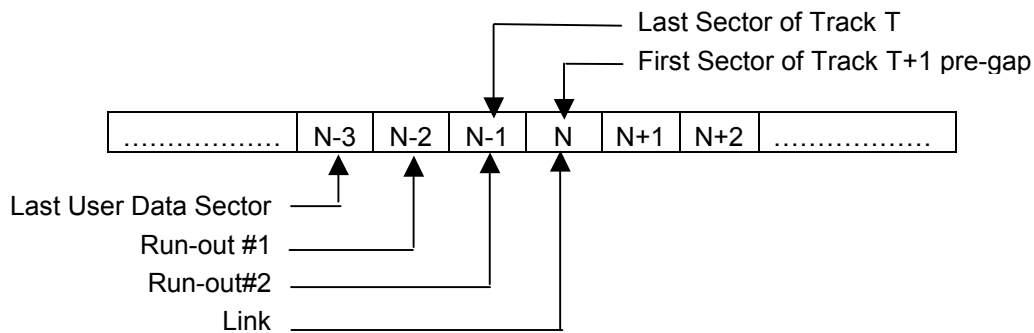 Last Sector of Track T
First Sector of Track T+1 pre-gap
.................. N-3 N-2 N-1 N N+1 N+2 ..................
Last User Data Sector
Run-out #1
Run-out#2
Link